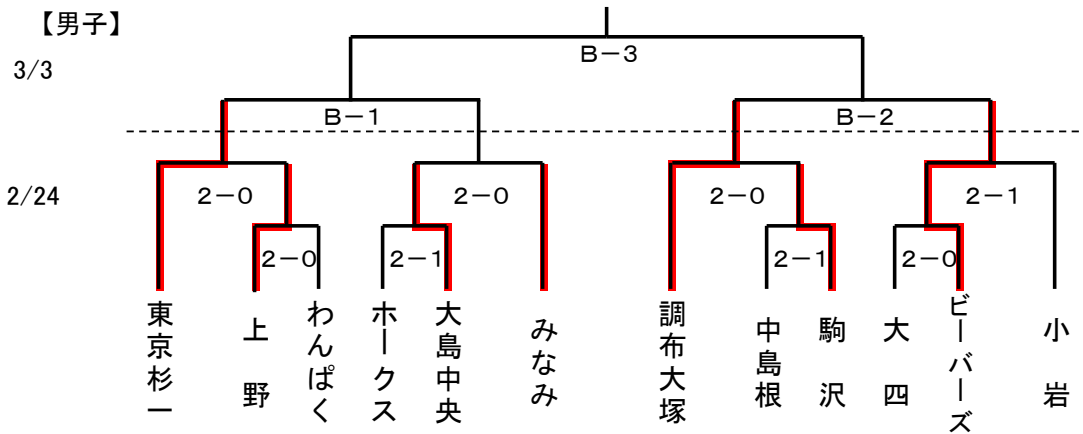 【男子】
B－3
3/3
B－1
B－2
2/24
2－0
2－0
2－0
2－1
2－0
2－1
2－1
2－0
東京杉一
上野
わんぱく
ホークス
大島中央
みなみ
調布大塚
中島根
駒沢
大四
ビーバーズ
小岩